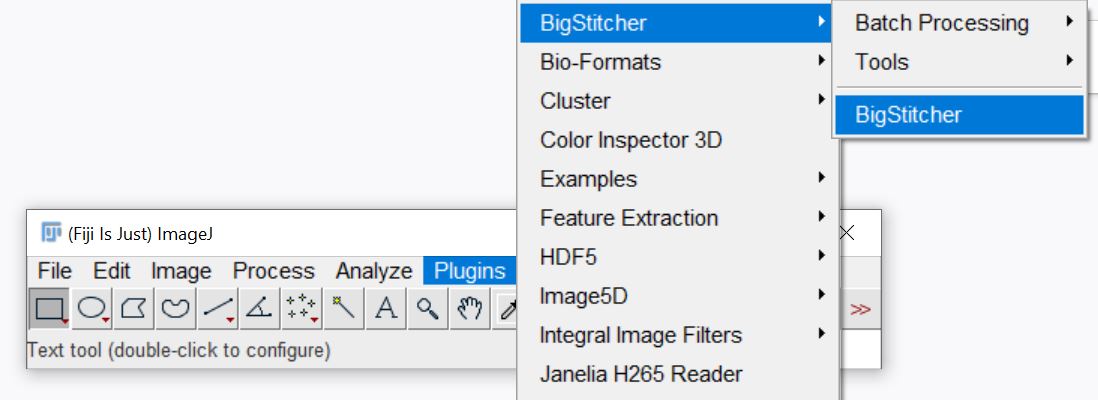 BigStitcher
Bio-Formats
Cluster
Color Inspector 3D
Examples
Feature Extraction
HDF5
Image5D
Integral Image Filters
Janelia H265 Reader
Batch Processing
Tools
BigStitcher
(Fiji Is Just) ImageJ
File Edit Image Process Analyze Plugins
A >>
Text tool (double-click to configure)